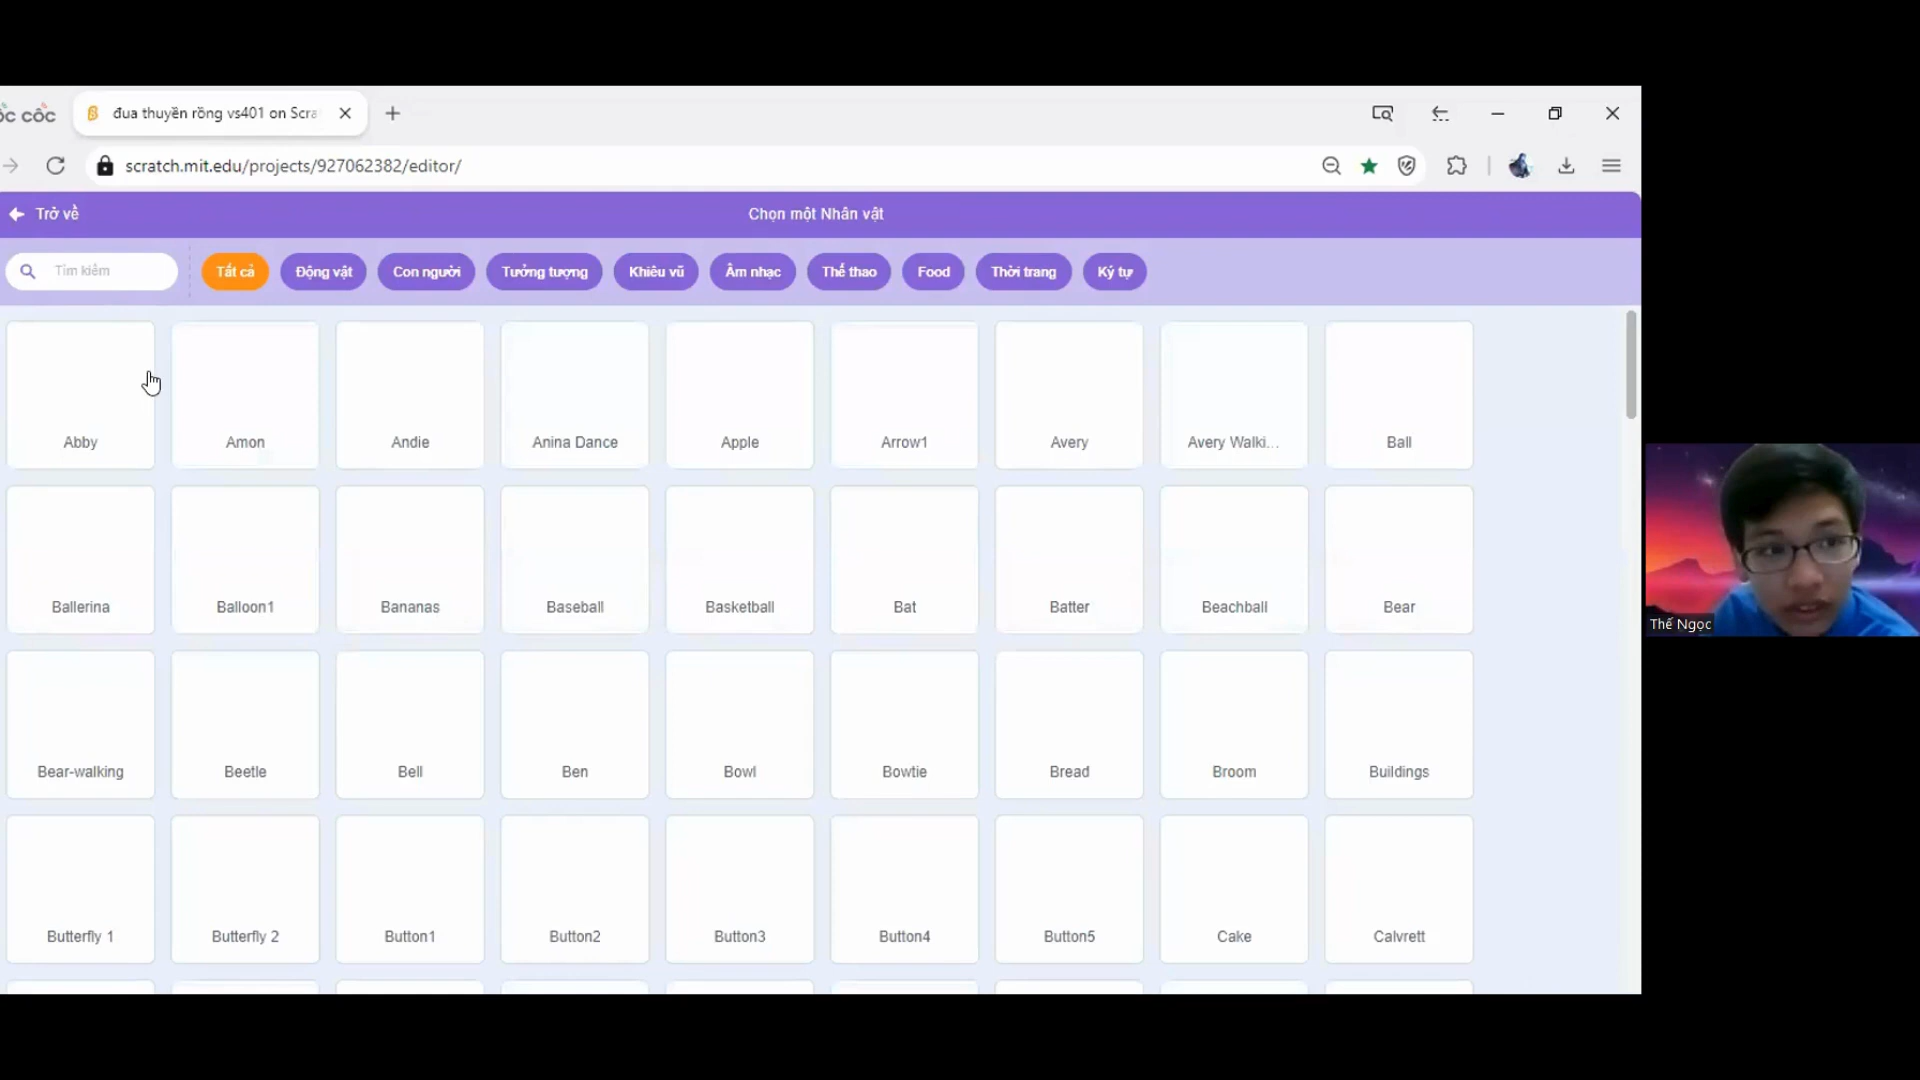 ốc cốc
đua thuyền rồng vs401 on Scra
scratch.mit.edu/projects/927062382/editor/
Trở về
Chọn một Nhân vật
Tìm kiếm
Tất cả
Động vật
Con người
Tưởng tượng
Khiêu vũ
Âm nhạc
Thể thao
Food
Thời trang
Ký tự
Abby
Amon
Andie
Anina Dance
Apple
Arrow1
Avery
Avery Walki...
Ball
Ballerina
Balloon1
Bananas
Baseball
Basketball
Bat
Batter
Beachball
Bear
Bear-walking
Beetle
Bell
Ben
Bowl
Bowtie
Bread
Broom
Buildings
Butterfly 1
Butterfly 2
Button1
Button2
Button3
Button4
Button5
Cake
Calvrett
Thế Ngọc